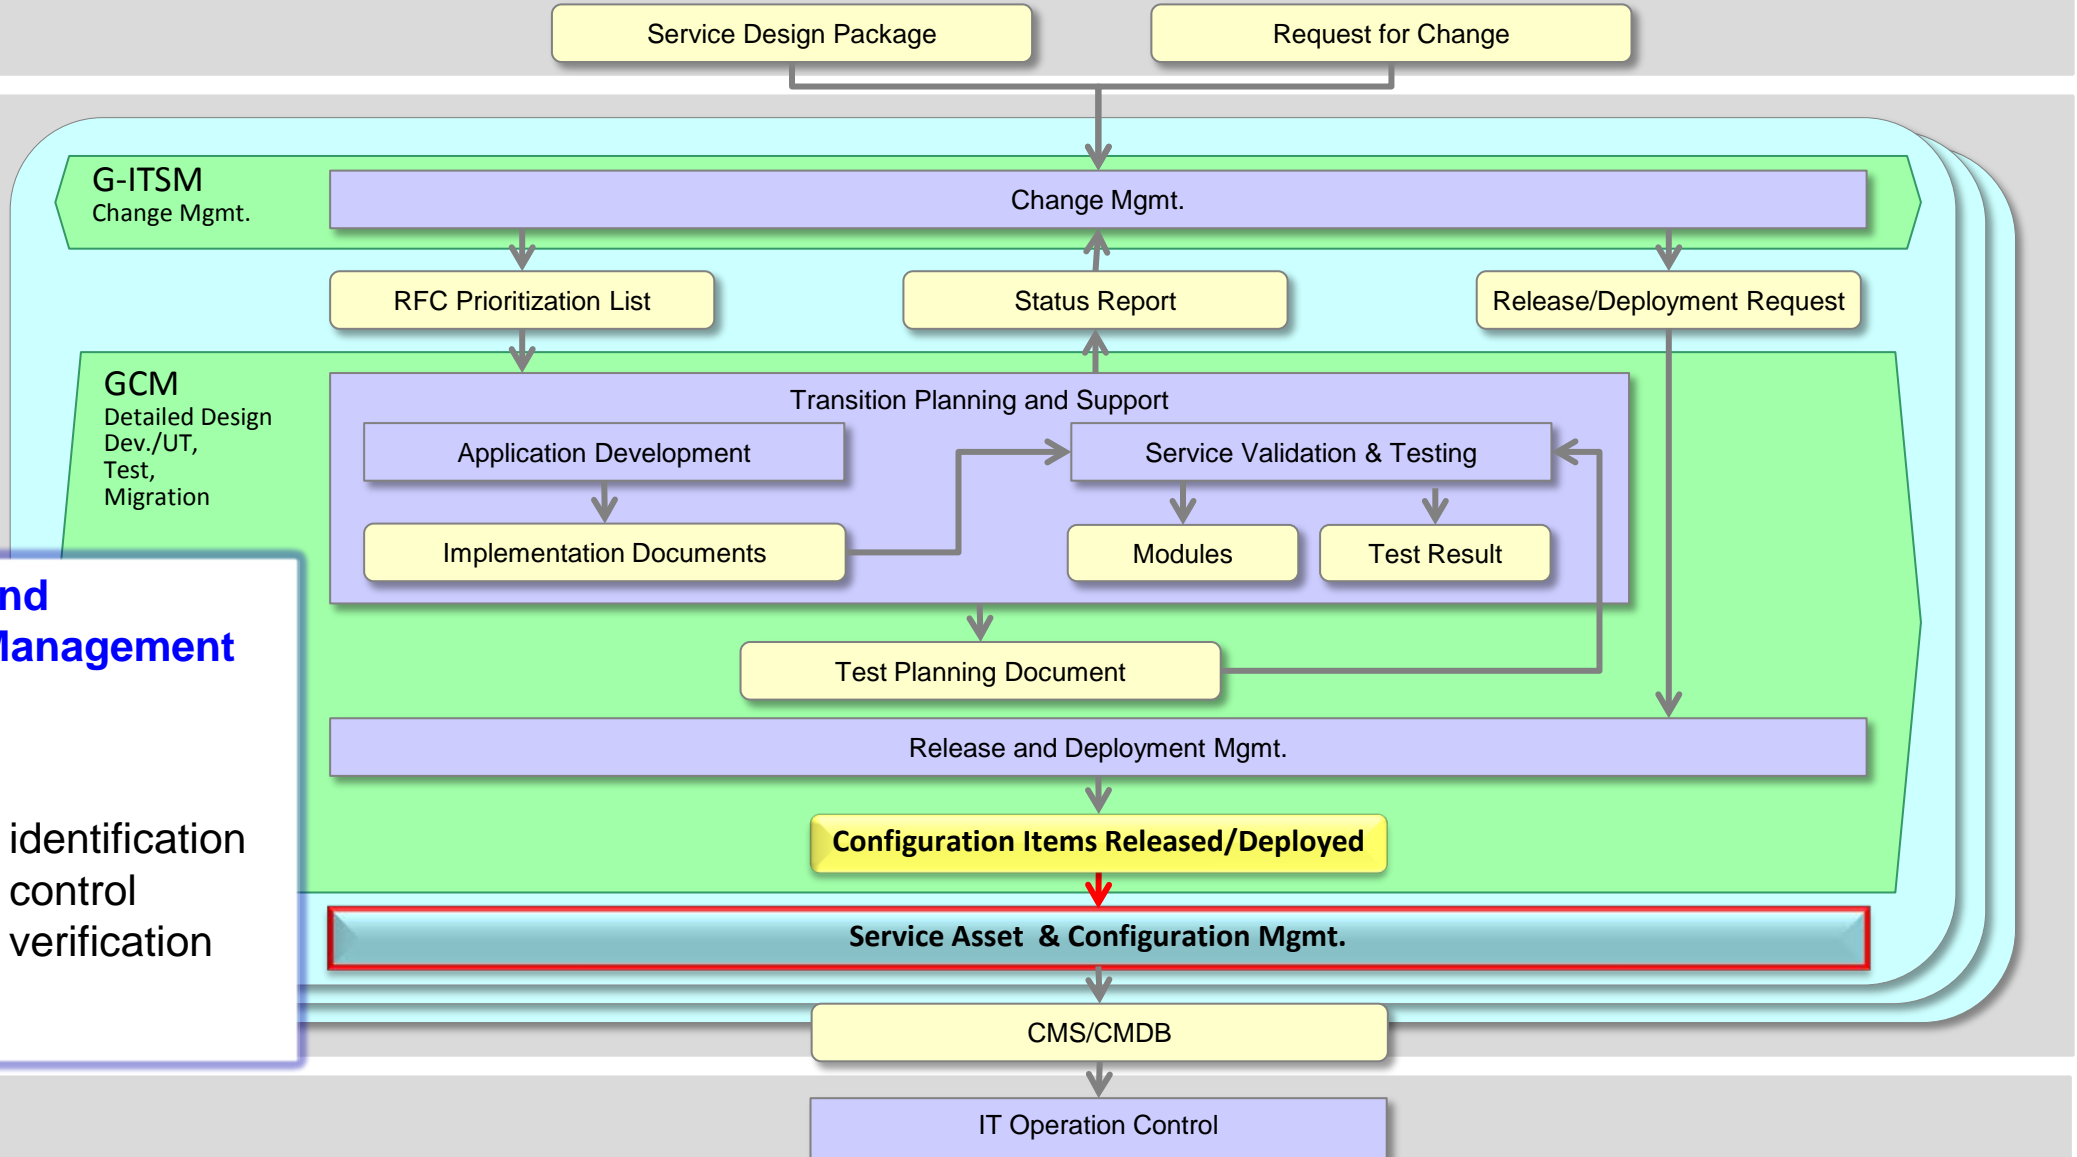 Service Design Package
Request for Change
G-ITSM
Change Mgmt.
Change Mgmt.
RFC Prioritization List
Status Report
Release/Deployment Request
GCM
Detailed Design
Dev./UT,
Test,
Migration
Transition Planning and Support
Application Development
Service Validation & Testing
Implementation Documents
Modules
Test Result
Test Planning Document
Release and Deployment Mgmt.
Configuration Items Released/Deployed
Service Asset & Configuration Mgmt.
CMS/CMDB
IT Operation Control
nd
Management
identification
control
verification